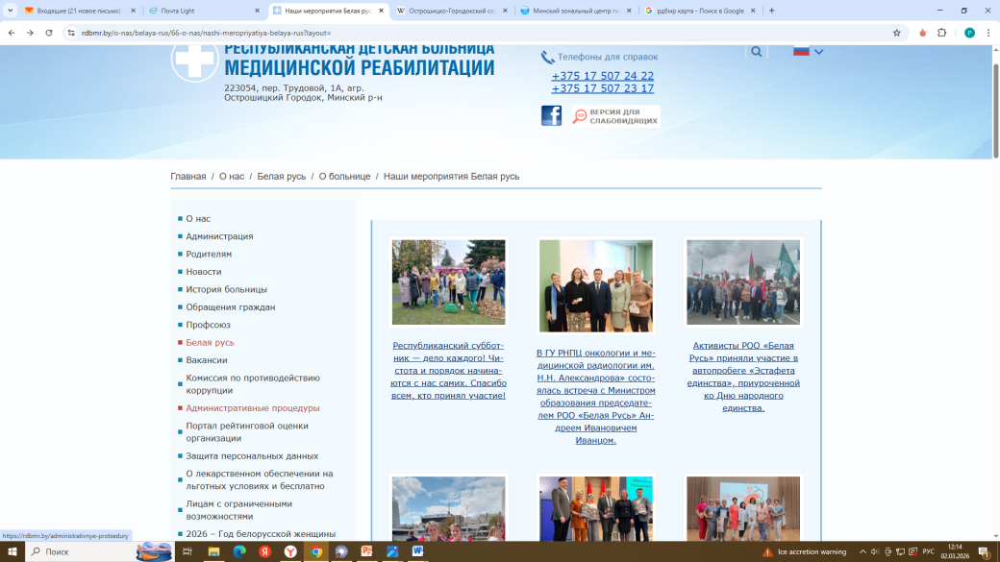 Входящие (21 новое письмо)
Почта Light
Наши мероприятия Белая рус
Острошицко-Городокский се
Минский зональный центр ги
рдбмр карта - Поиск в Google
rdbmr.by/o-nas/belaya-rus/66-o-nas/nashi-meropriyatiya-belaya-rus?layout=
РЕСПУБЛИКАНСКАЯ ДЕТСКАЯ БОЛЬНИЦА
МЕДИЦИНСКОЙ РЕАБИЛИТАЦИИ
223054, пер. Трудовой, 1А, агр.
Острошицкий Городок, Минский р-н
Телефоны для справок
+375 17 507 24 22
+375 17 507 23 17
ВЕРСИЯ ДЛЯ
СЛАБОВИДЯЩИХ
Главная / О нас / Белая русь / О больнице / Наши мероприятия Белая русь
О нас
Администрация
Родителям
Новости
История больницы
Обращения граждан
Профсоюз
Белая русь
Вакансии
Комиссия по противодействию
коррупции
Административные процедуры
Портал рейтинговой оценки
организации
Защита персональных данных
О лекарственном обеспечении на
льготных условиях и бесплатно
Лицам с ограниченными
возможностями
2026 – Год белорусской женщины
Республиканский суббот-
ник — дело каждого! Чи-
стота и порядок начина-
ются с нас самих. Спасибо
всем, кто принял участие!
В ГУ РНПЦ онкологии и ме-
дицинской радиологии им.
Н.Н. Александрова» состо-
ялась встреча с Министром
образования председате-
лем РОО «Белая Русь» Ан-
дреем Ивановичем
Иванцом.
Активисты РОО «Белая
Русь» приняли участие в
автопробеге «Эстафета
единства», приуроченной
ко Дню народного
единства.
https://rdbmr.by/administrativnye-protsedury
Поиск
Ice accretion warning
РУС
12:14
02.03.2026